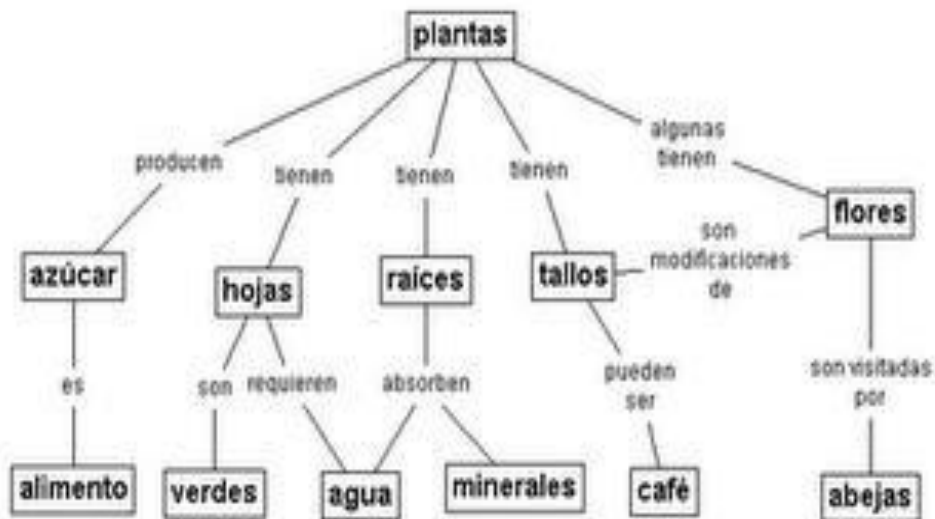 plantas
algunas
tienen
producen
tienen
tienen
tienen
flores
son
modificaciones
de
azúcar
hojas
raíces
tallos
es
son
requieren
absorben
pueden
ser
son visitadas
por
alimento
verdes
agua
minerales
café
abejas